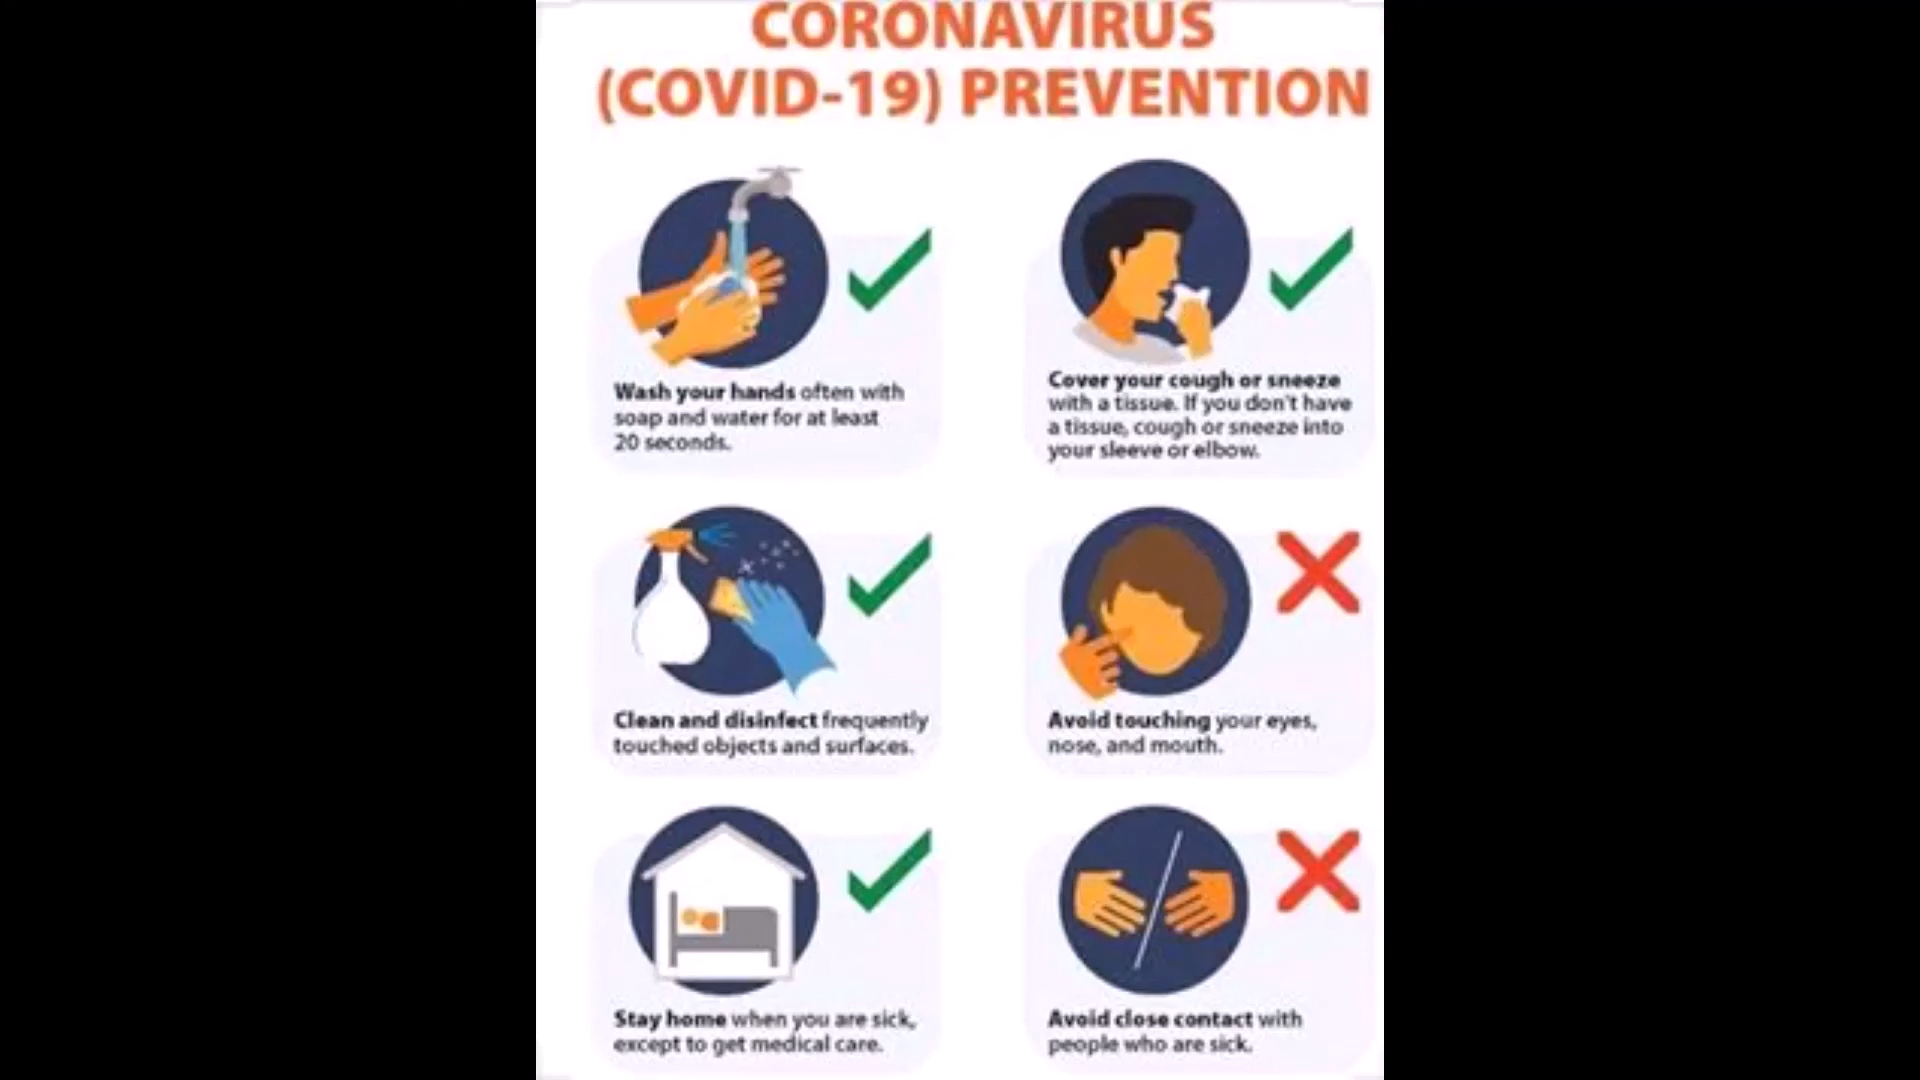 CORONAVIRUS
(COVID-19) PREVENTION
Wash your hands often with
soap and water for at least
20 seconds.
Cover your cough or sneeze
with a tissue. If you don't have
a tissue, cough or sneeze into
your sleeve or elbow.
Clean and disinfect frequently
touched objects and surfaces.
Avoid touching your eyes,
nose, and mouth.
Stay home when you are sick,
except to get medical care.
Avoid close contact with
people who are sick.